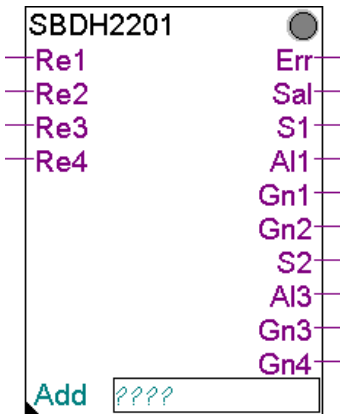 SBDH2201
Re1 Err
Re2 Sal
Re3 S1
Re4 Al1
Gn1
Gn2
S2
Al3
Gn3
Gn4
Add ????